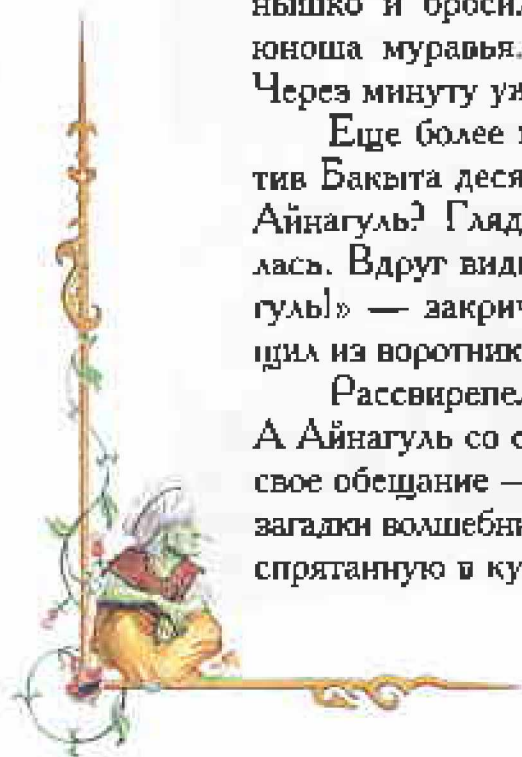 нышко и бросил
юноша муравья.
Через минуту уж
Еще более
тив Бакыта деся
Айнагуль? Гляд
лась. Вдруг види
гуль!» — закрич
щил из воротник
Рассвирепел
А Айнагуль со с
свое обещание —
загадки волшебни
спрятанную в ку